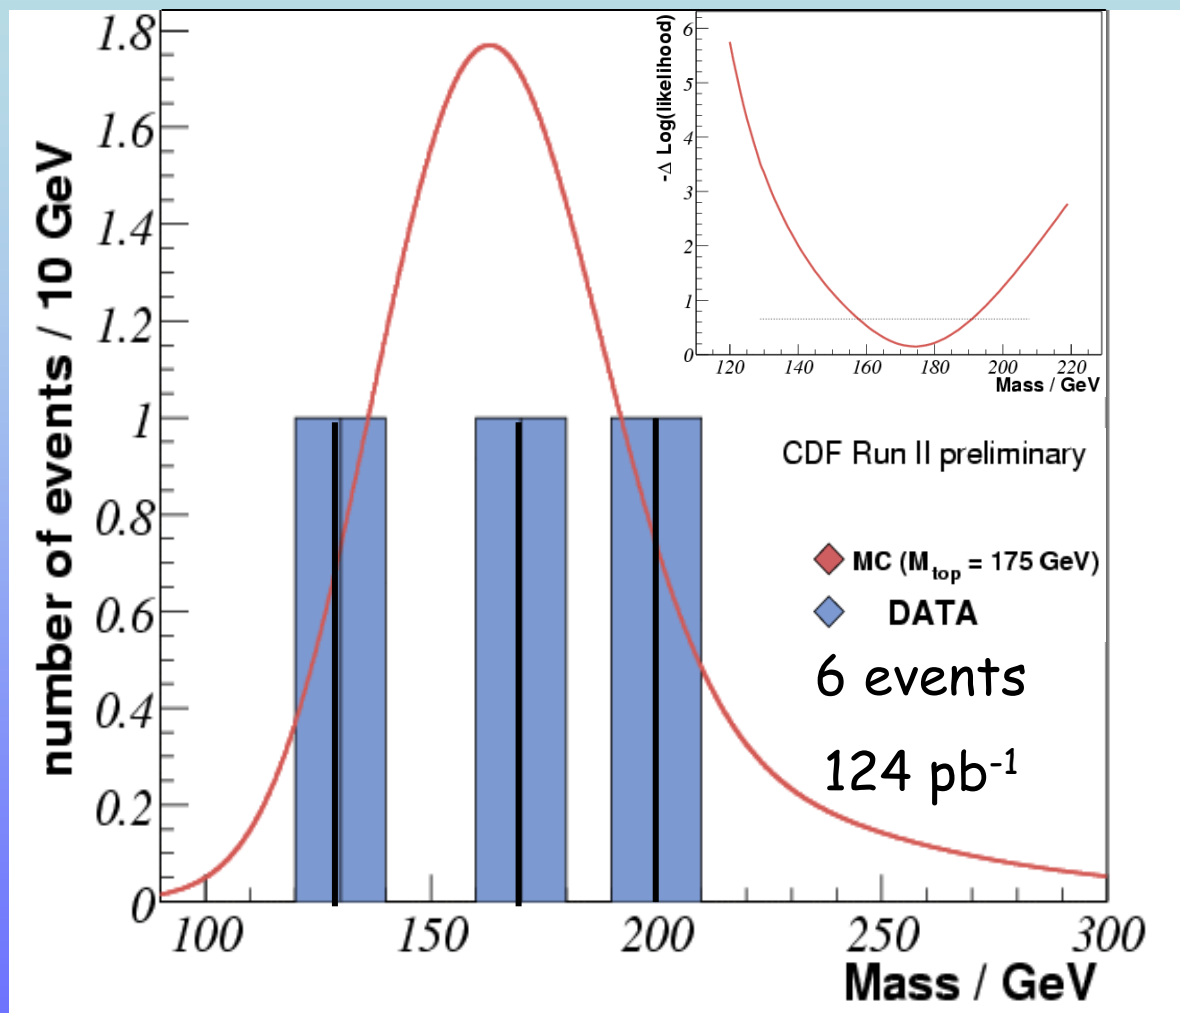 number of events / 10 GeV
1.8
1.6
1.4
1.2
1
0.8
0.6
0.4
0.2
0
100 150 200 250 300
Mass / GeV
-Δ Log(likelihood)
6
5
4
3
2
1
0
120 140 160 180 200 220
Mass / GeV
CDF Run II preliminary
MC (Mtop = 175 GeV)
DATA
6 events
124 pb-1